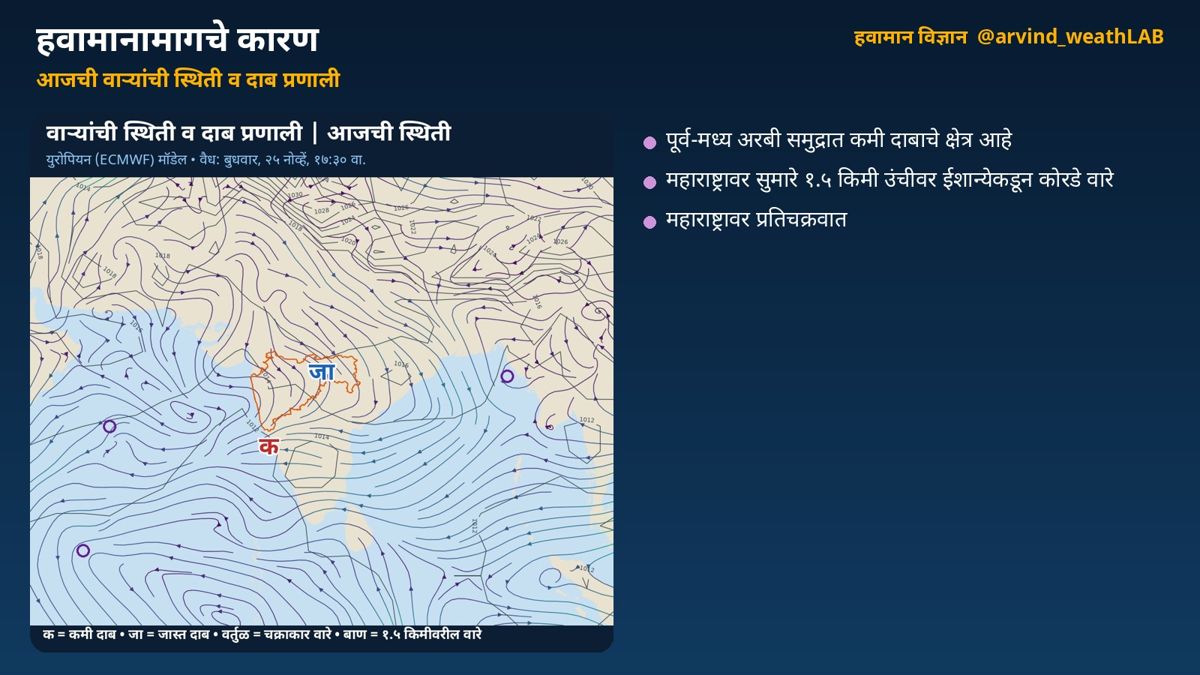 हवामानामागचे कारण
हवामान विज्ञान @arvind_weathLAB
आजची वाऱ्यांची स्थिती व दाब प्रणाली
वाऱ्यांची स्थिती व दाब प्रणाली | आजची स्थिती
युरोपियन (ECMWF) मॉडेल • वैध: बुधवार, २५ नोव्हें, १७:३० वा.
जा
क
क = कमी दाब • जा = जास्त दाब • वर्तुळ = चक्राकार वारे • बाण = १.५ किमीवरील वारे
पूर्व-मध्य अरबी समुद्रात कमी दाबाचे क्षेत्र आहे
महाराष्ट्रावर सुमारे १.५ किमी उंचीवर ईशान्येकडून कोरडे वारे
महाराष्ट्रावर प्रतिचक्रवात